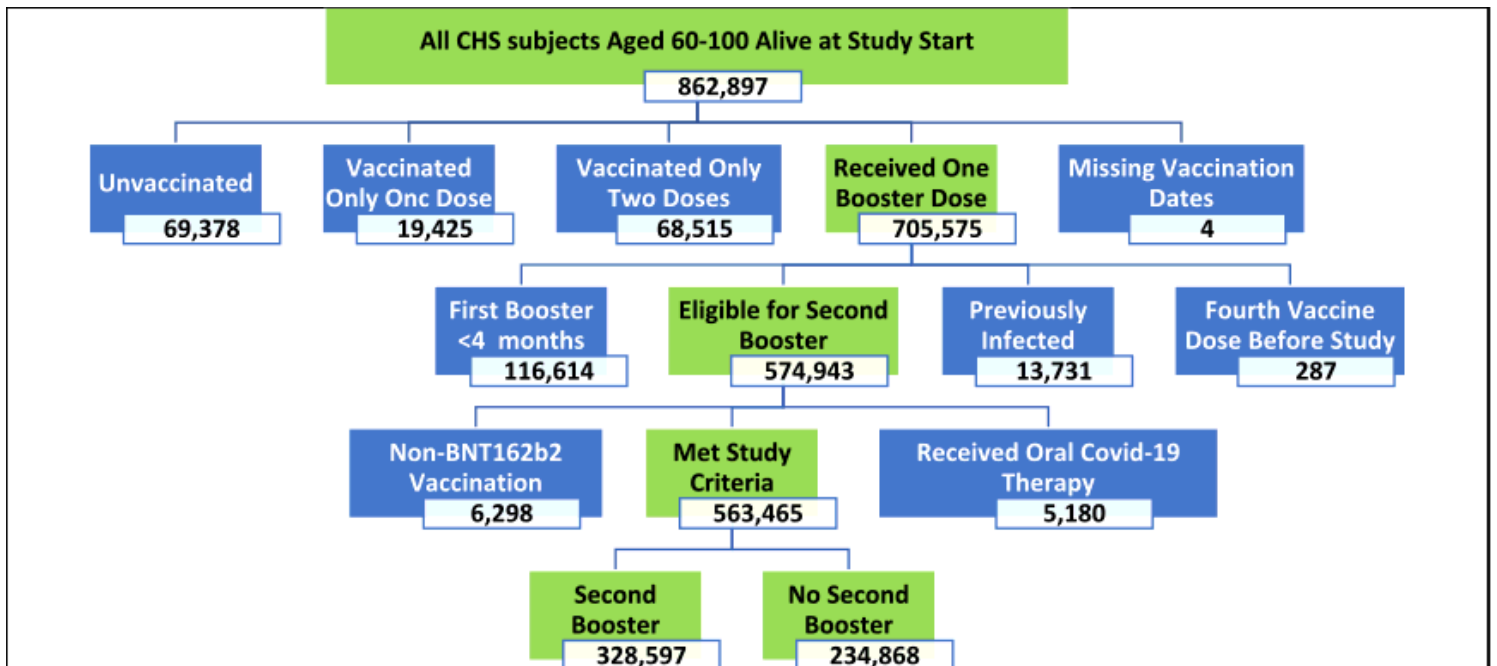 All CHS subjects Aged 60-100 Alive at Study Start
862,897
Unvaccinated
69,378
Vaccinated
Only Onc Dose
19,425
Vaccinated Only
Two Doses
68,515
Received One
Booster Dose
705,575
Missing Vaccination
Dates
4
First Booster
<4 months
116,614
Eligible for Second
Booster
574,943
Previously
Infected
13,731
Fourth Vaccine
Dose Before Study
287
Non-BNT162b2
Vaccination
6,298
Met Study
Criteria
563,465
Received Oral Covid-19
Therapy
5,180
Second
Booster
328,597
No Second
Booster
234,868